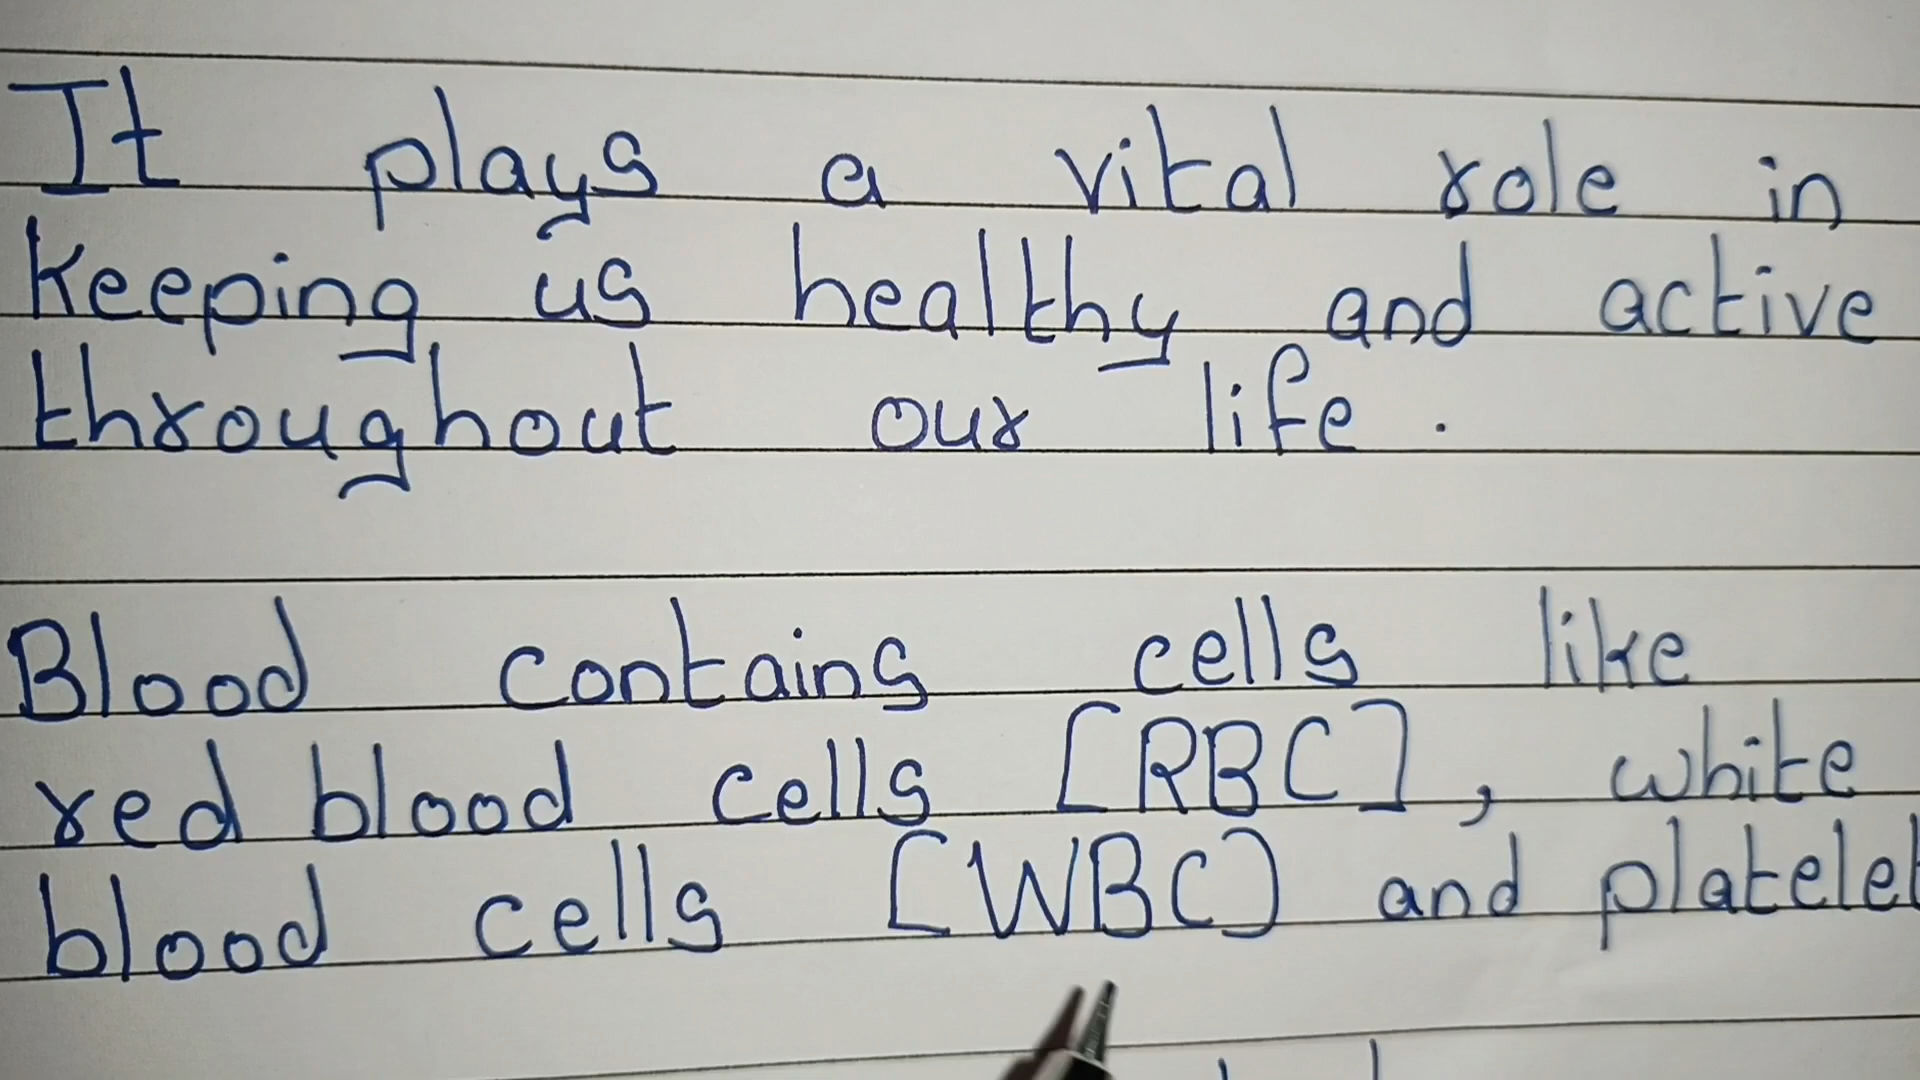 It plays a vital role in
keeping us healthy and active
throughout our life.
Blood contains cells like
red blood cells [RBC], white
blood cells [WBC] and platelet